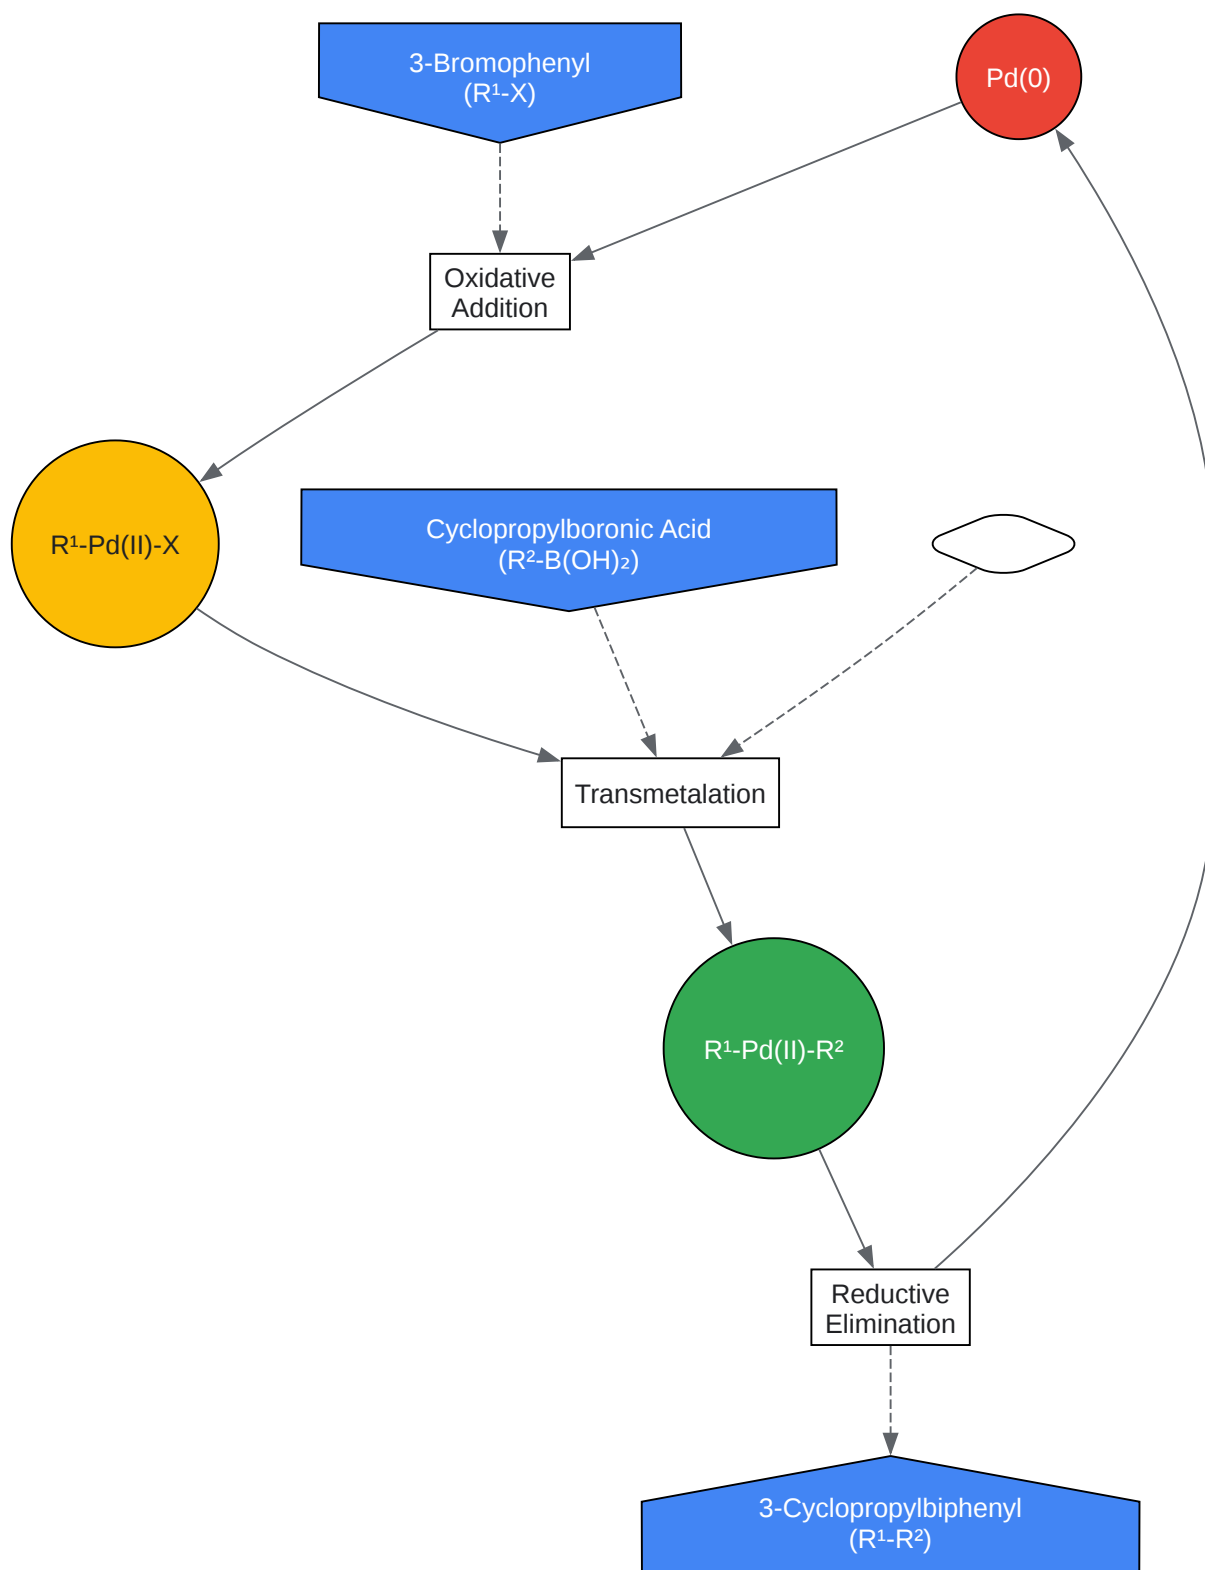 3-Bromophenyl
(R¹-X)
Pd(0)
Oxidative
Addition
R¹-Pd(II)-X
Cyclopropylboronic Acid
(R²-B(OH)₂)
Transmetalation
R¹-Pd(II)-R²
Reductive
Elimination
3-Cyclopropylbiphenyl
(R¹-R²)